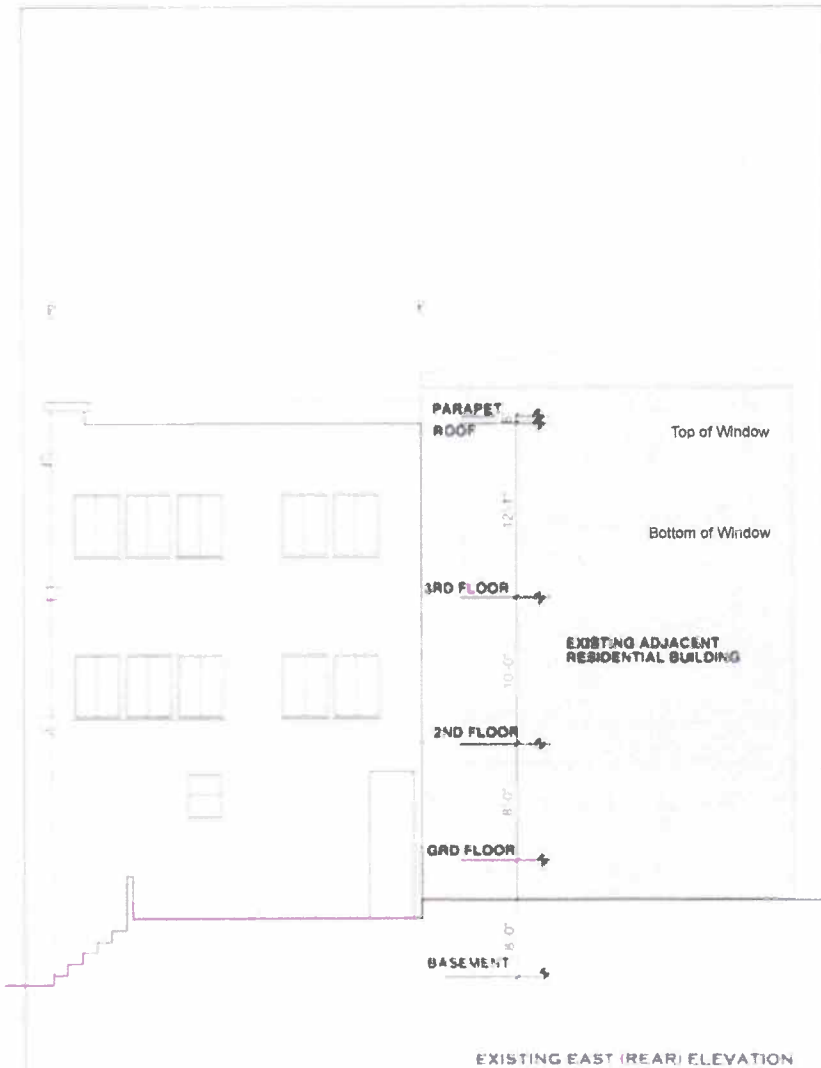 PARAPET
ROOF
Top of Window
12'-1"
Bottom of Window
3RD FLOOR
EXISTING ADJACENT
RESIDENTIAL BUILDING
10'-0"
2ND FLOOR
8'-0"
GRD FLOOR
8'-0"
BASEMENT
EXISTING EAST (REAR) ELEVATION